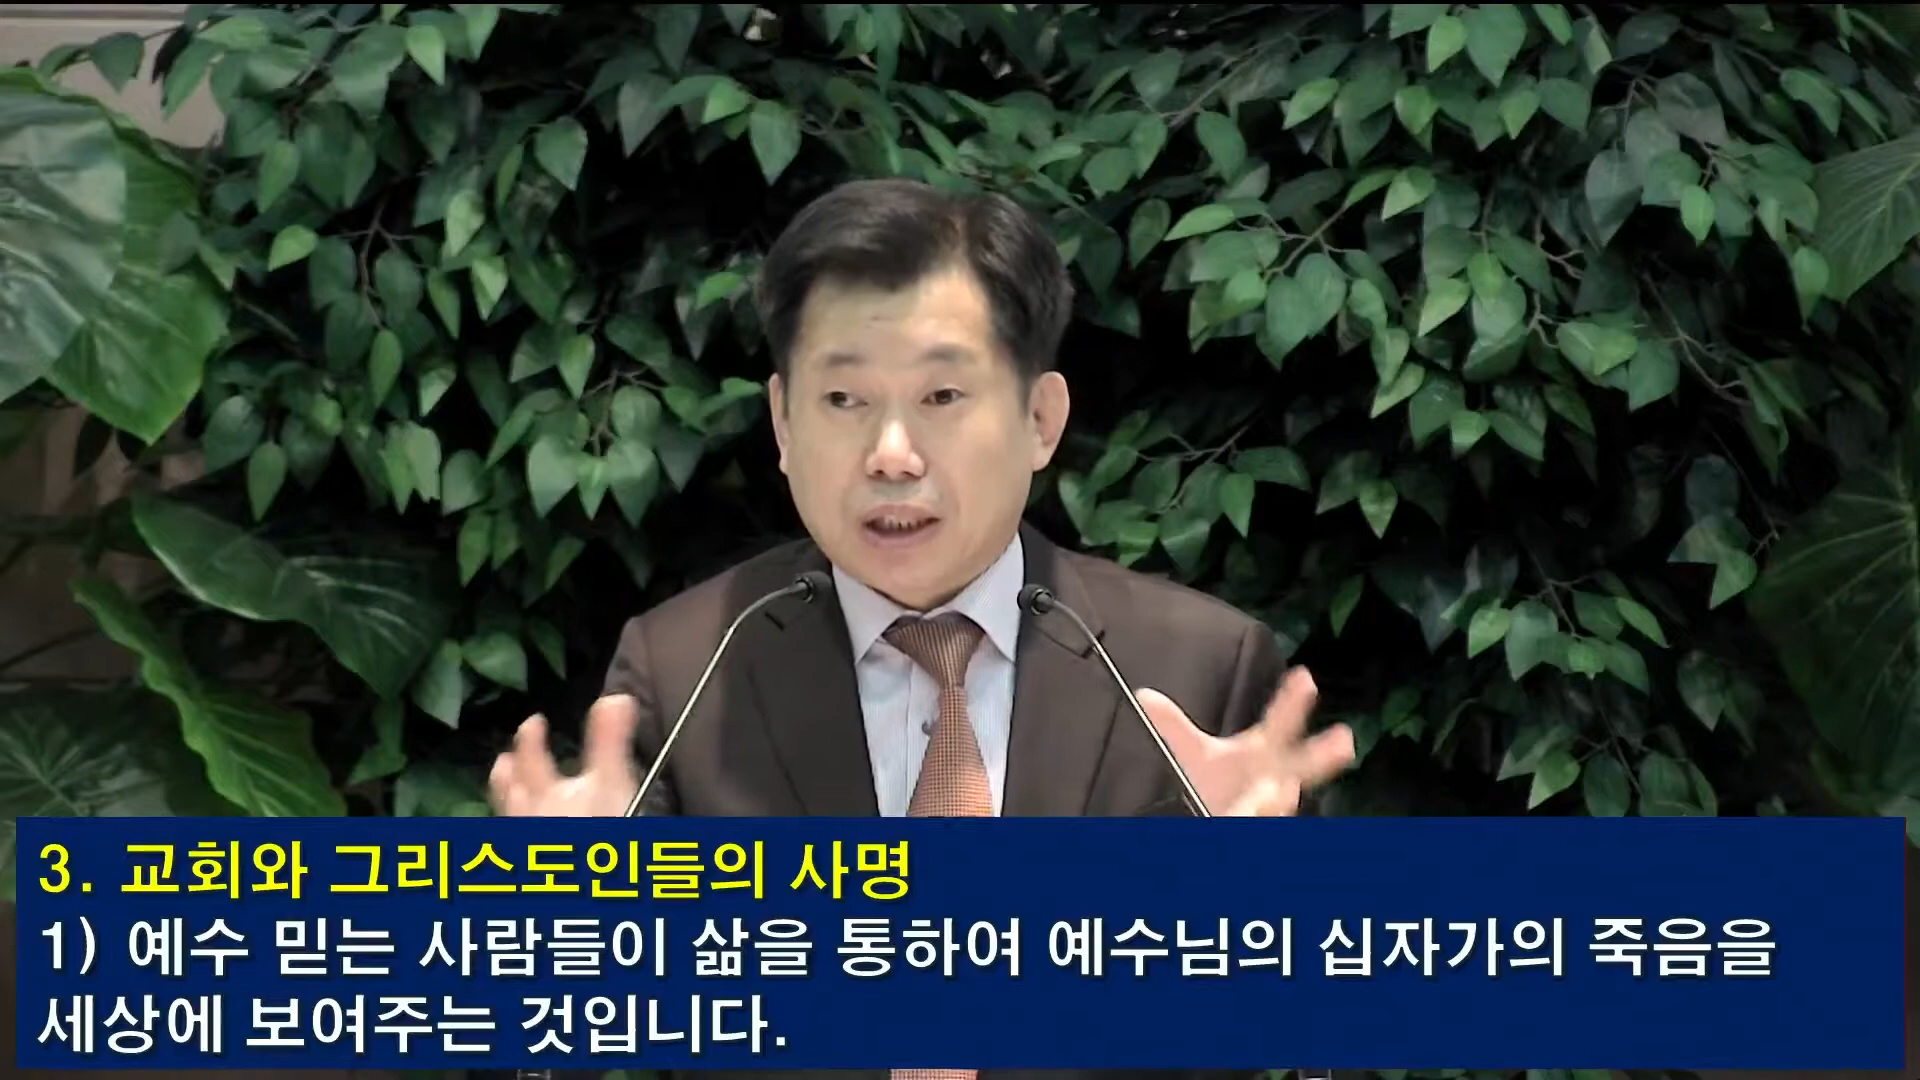 3. 교회와 그리스도인들의 사명
1) 예수 믿는 사람들이 삶을 통하여 예수님의 십자가의 죽음을
세상에 보여주는 것입니다.